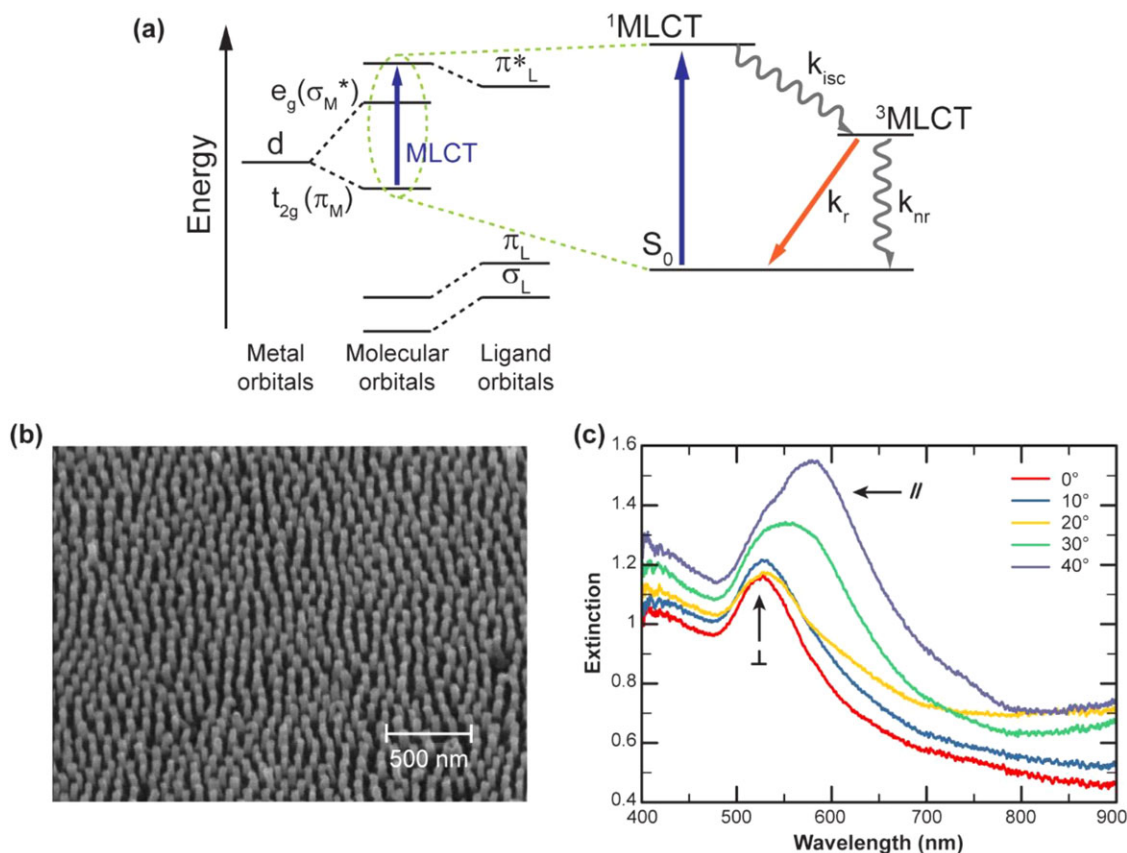 (a)
Energy
d
e_g(σ_M*)
t_2g(π_M)
MLCT
π*_L
π_L
σ_L
Metal
orbitals
Molecular
orbitals
Ligand
orbitals
¹MLCT
k_isc
³MLCT
k_r
k_nr
S_0
(b)
500 nm
(c)
Extinction
1.6
1.4
1.2
1
0.8
0.6
0.4
//
⊥
0°
10°
20°
30°
40°
400 500 600 700 800 900
Wavelength (nm)